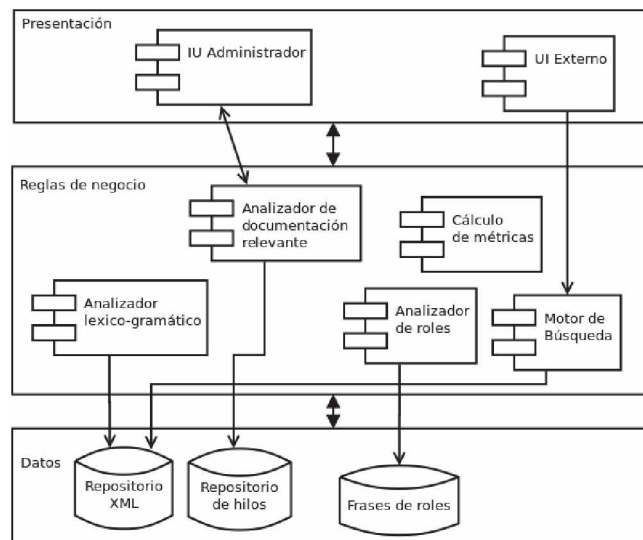 Presentación
IU Administrador
UI Externo
Reglas de negocio
Analizador de
documentación
relevante
Cálculo
de métricas
Analizador
lexico-gramático
Analizador
de roles
Motor de
Búsqueda
Datos
Repositorio
XML
Repositorio
de hilos
Frases de roles